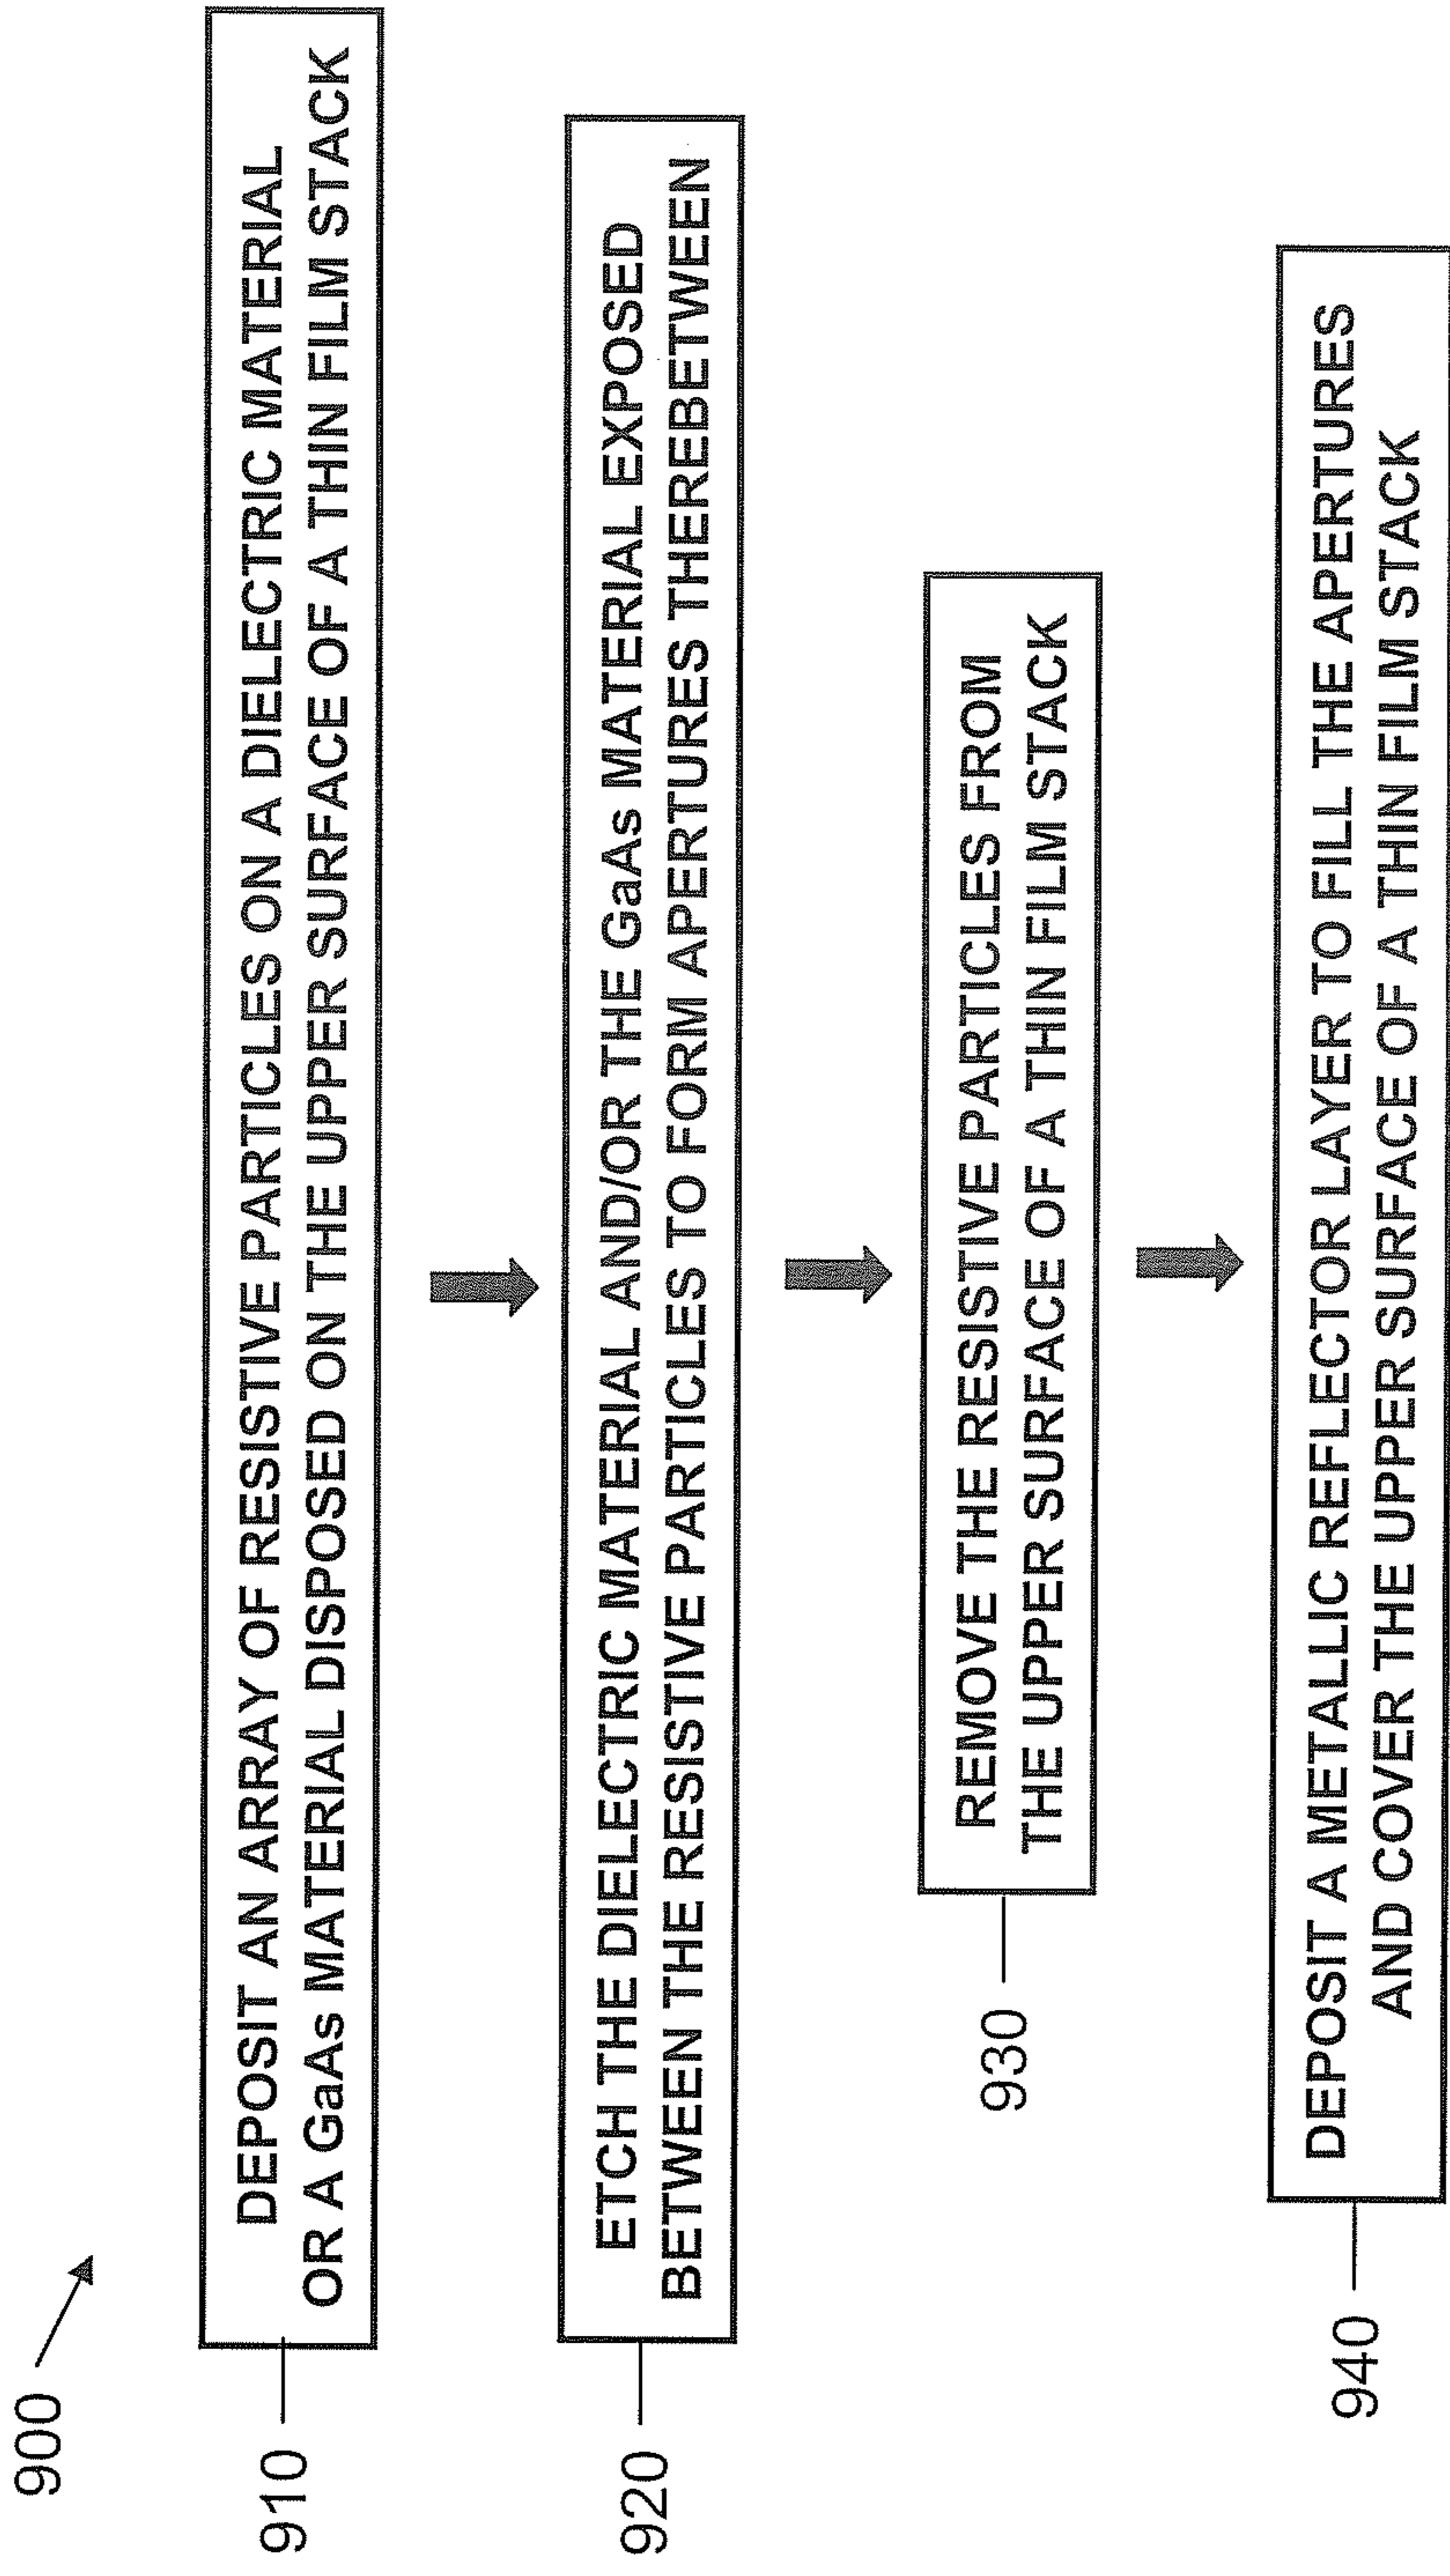 900
910
DEPOSIT AN ARRAY OF RESISTIVE PARTICLES ON A DIELECTRIC MATERIAL
OR A GaAs MATERIAL DISPOSED ON THE UPPER SURFACE OF A THIN FILM STACK
920
ETCH THE DIELECTRIC MATERIAL AND/OR THE GaAs MATERIAL EXPOSED
BETWEEN THE RESISTIVE PARTICLES TO FORM APERTURES THEREBETWEEN
930
REMOVE THE RESISTIVE PARTICLES FROM
THE UPPER SURFACE OF A THIN FILM STACK
940
DEPOSIT A METALLIC REFLECTOR LAYER TO FILL THE APERTURES
AND COVER THE UPPER SURFACE OF A THIN FILM STACK